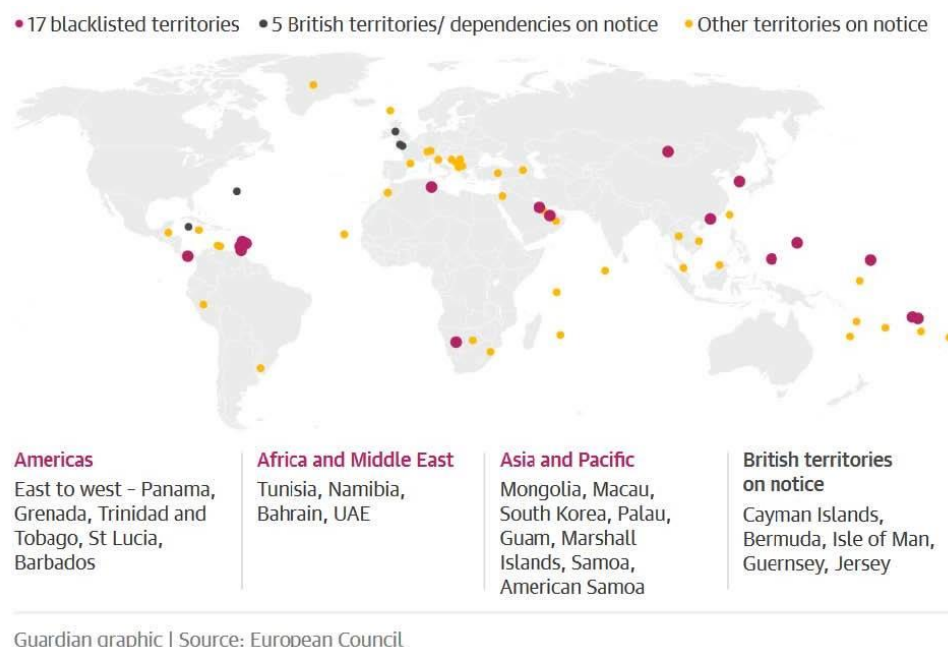 17 blacklisted territories
5 British territories/ dependencies on notice
Other territories on notice
Americas
East to west – Panama,
Grenada, Trinidad and
Tobago, St Lucia,
Barbados
Africa and Middle East
Tunisia, Namibia,
Bahrain, UAE
Asia and Pacific
Mongolia, Macau,
South Korea, Palau,
Guam, Marshall
Islands, Samoa,
American Samoa
British territories
on notice
Cayman Islands,
Bermuda, Isle of Man,
Guernsey, Jersey
Guardian graphic | Source: European Council